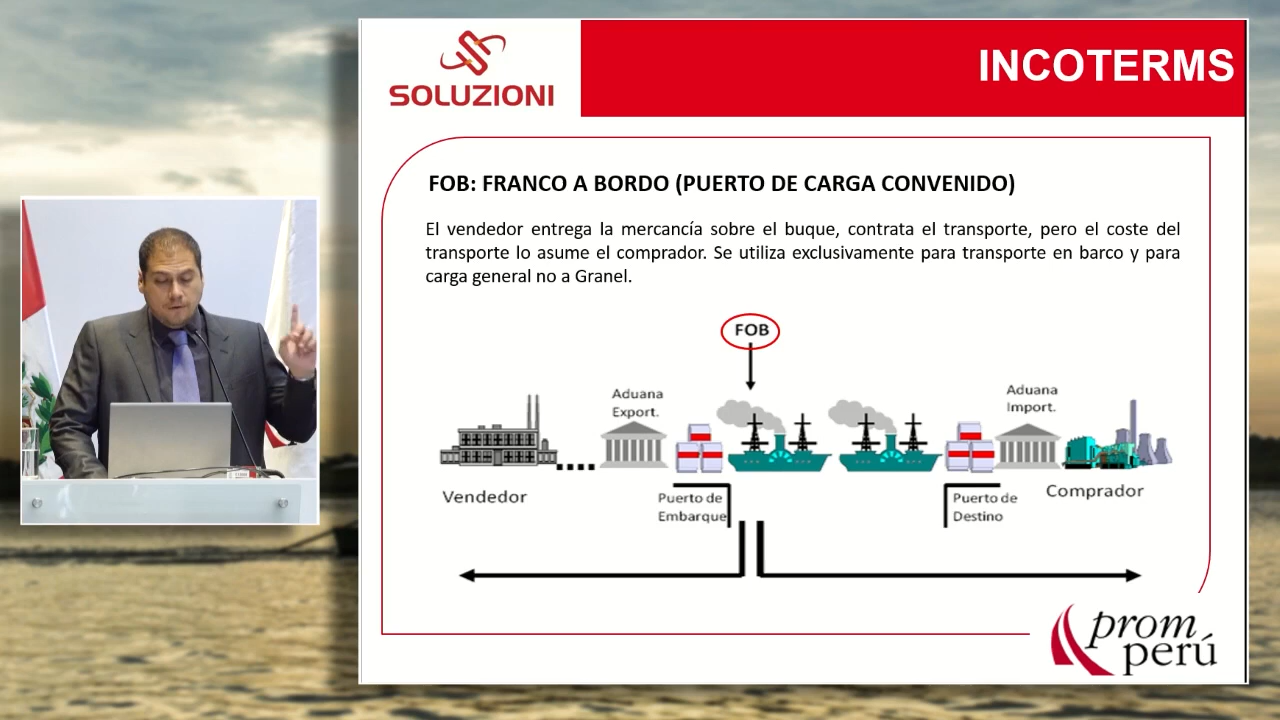 SOLUZIONI
INCOTERMS
FOB: FRANCO A BORDO (PUERTO DE CARGA CONVENIDO)
El vendedor entrega la mercancía sobre el buque, contrata el transporte, pero el coste del
transporte lo asume el comprador. Se utiliza exclusivamente para transporte en barco y para
carga general no a Granel.
FOB
Aduana
Export.
Aduana
Import.
Vendedor
Puerto de
Embarque
Puerto de
Destino
Comprador
prom
perú